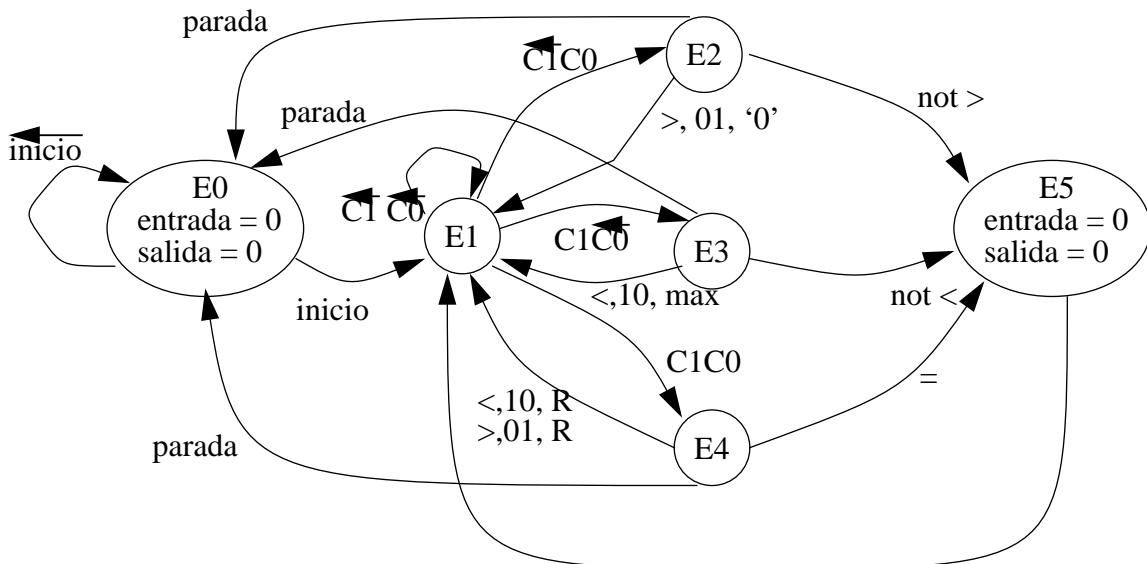 parada
C1C0
E2
not >
parada
>, 01, ‘0’
inicio
E0
entrada = 0
salida = 0
C1 C0
E1
C1C0
E3
E5
entrada = 0
salida = 0
inicio
<,10, max
not <
C1C0
=
<,10, R
>,01, R
parada
E4